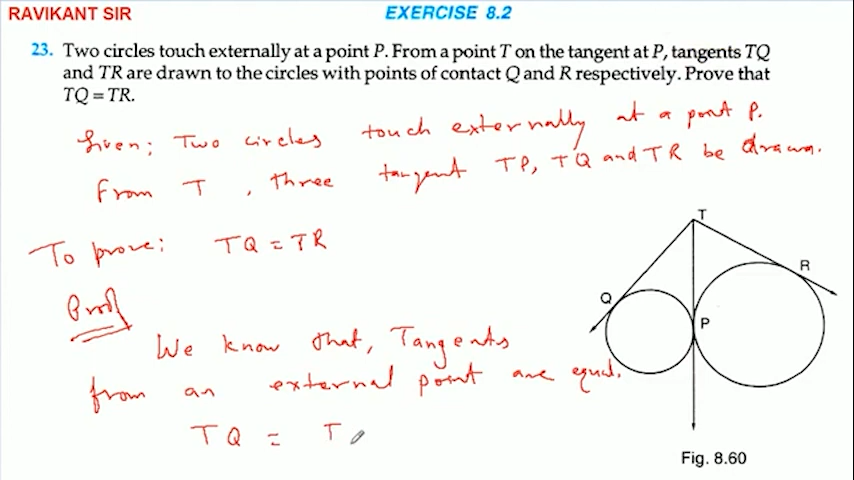 RAVIKANT SIR
EXERCISE 8.2
23. Two circles touch externally at a point P. From a point T on the tangent at P, tangents TQ
and TR are drawn to the circles with points of contact Q and R respectively. Prove that
TQ = TR.
Given: Two circles touch externally at a point P.
From T, three tangent TP, TQ and TR be drawn.
To prove: TQ = TR
Proof
We know that, Tangents
from an external point are equal.
TQ = T
T
R
Q
P
Fig. 8.60